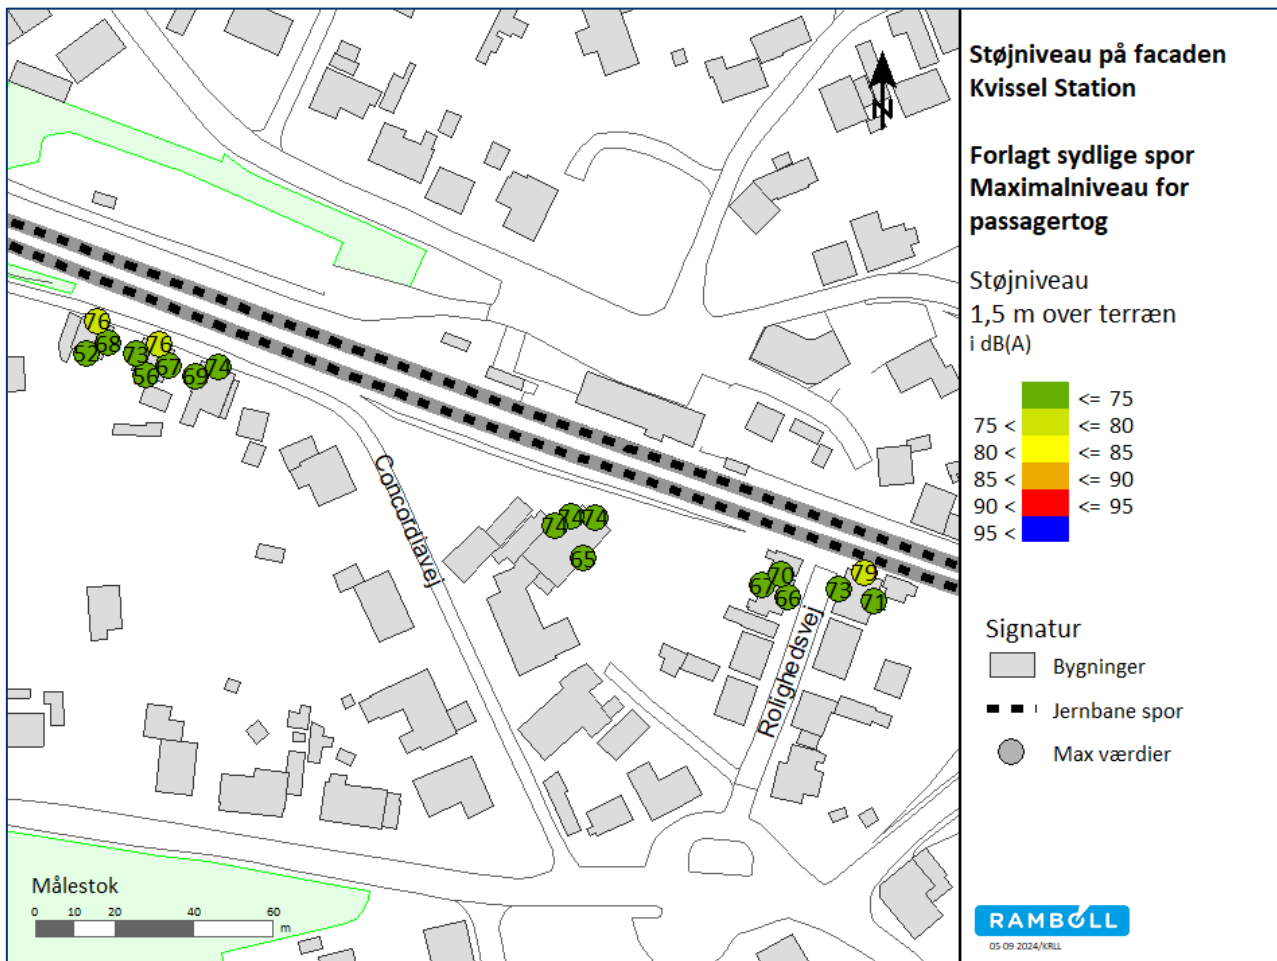 Støjniveau på facaden
Kvissel Station
Forlagt sydlige spor
Maximalniveau for
passagertog
Støjniveau
1,5 m over terræn
i dB(A)
<= 75
75 < <= 80
80 < <= 85
85 < <= 90
90 < <= 95
95 <
Signatur
Bygninger
Jernbane spor
Max værdier
RAMBOLL
05 09 2024/KRLL
N
76
68
52
73
76
56
67
69
74
Concordiavej
74
74
74
65
67
70
66
73
79
71
Rolighedsvej
Målestok
0 10 20 40 60
m